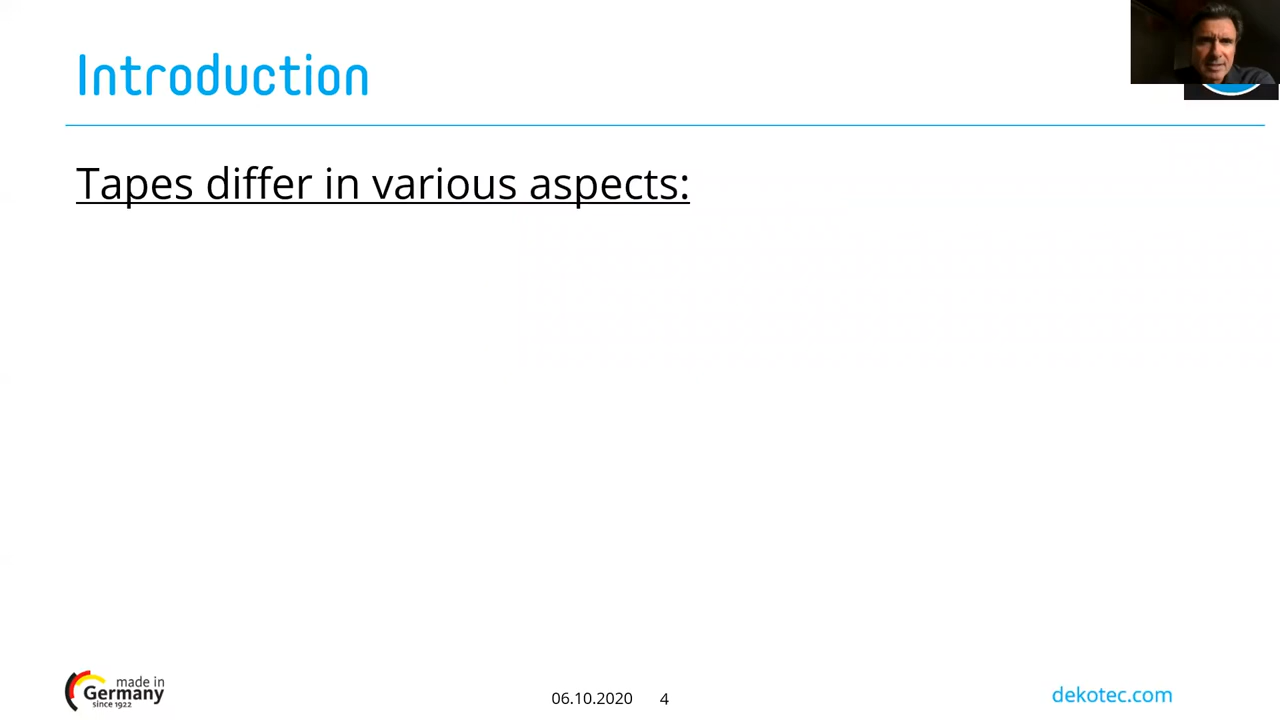 Introduction
Tapes differ in various aspects:
made in
Germany
since 1922
06.10.2020 4
dekotec.com